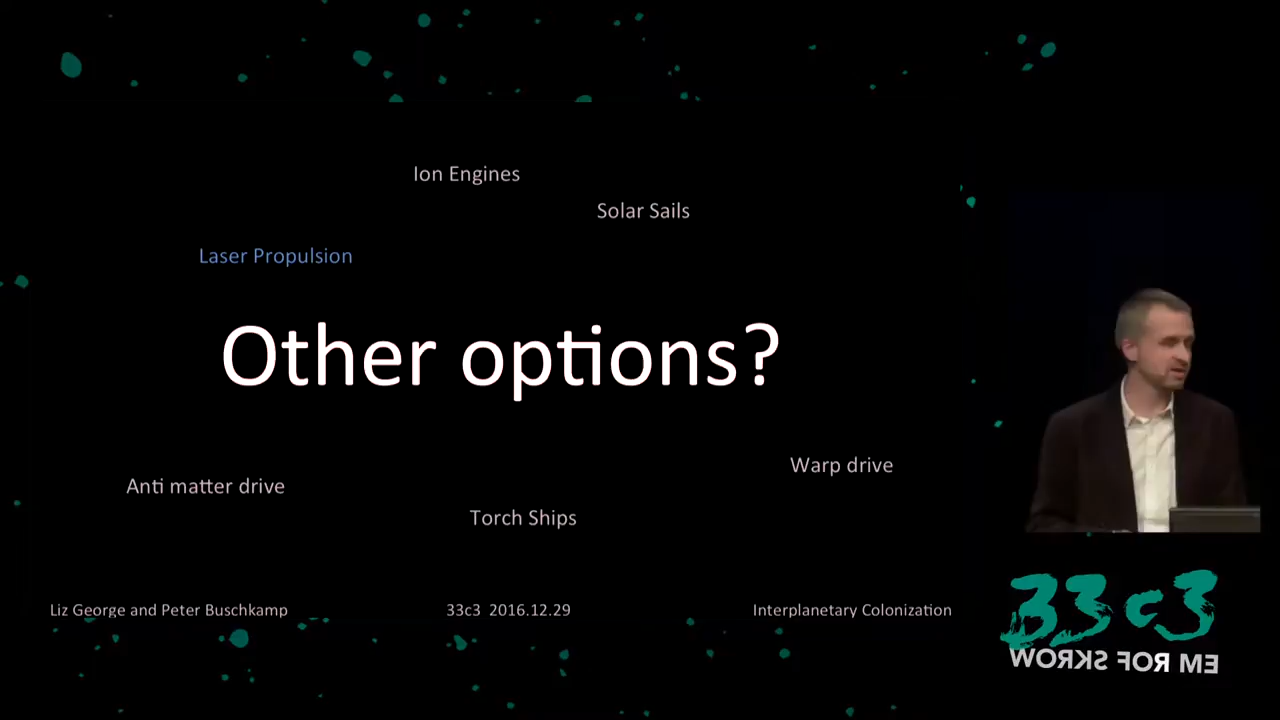 Ion Engines
Solar Sails
Laser Propulsion
Other options?
Warp drive
Anti matter drive
Torch Ships
Liz George and Peter Buschkamp 33c3 2016.12.29 Interplanetary Colonization
33c3
WORKS FOR ME